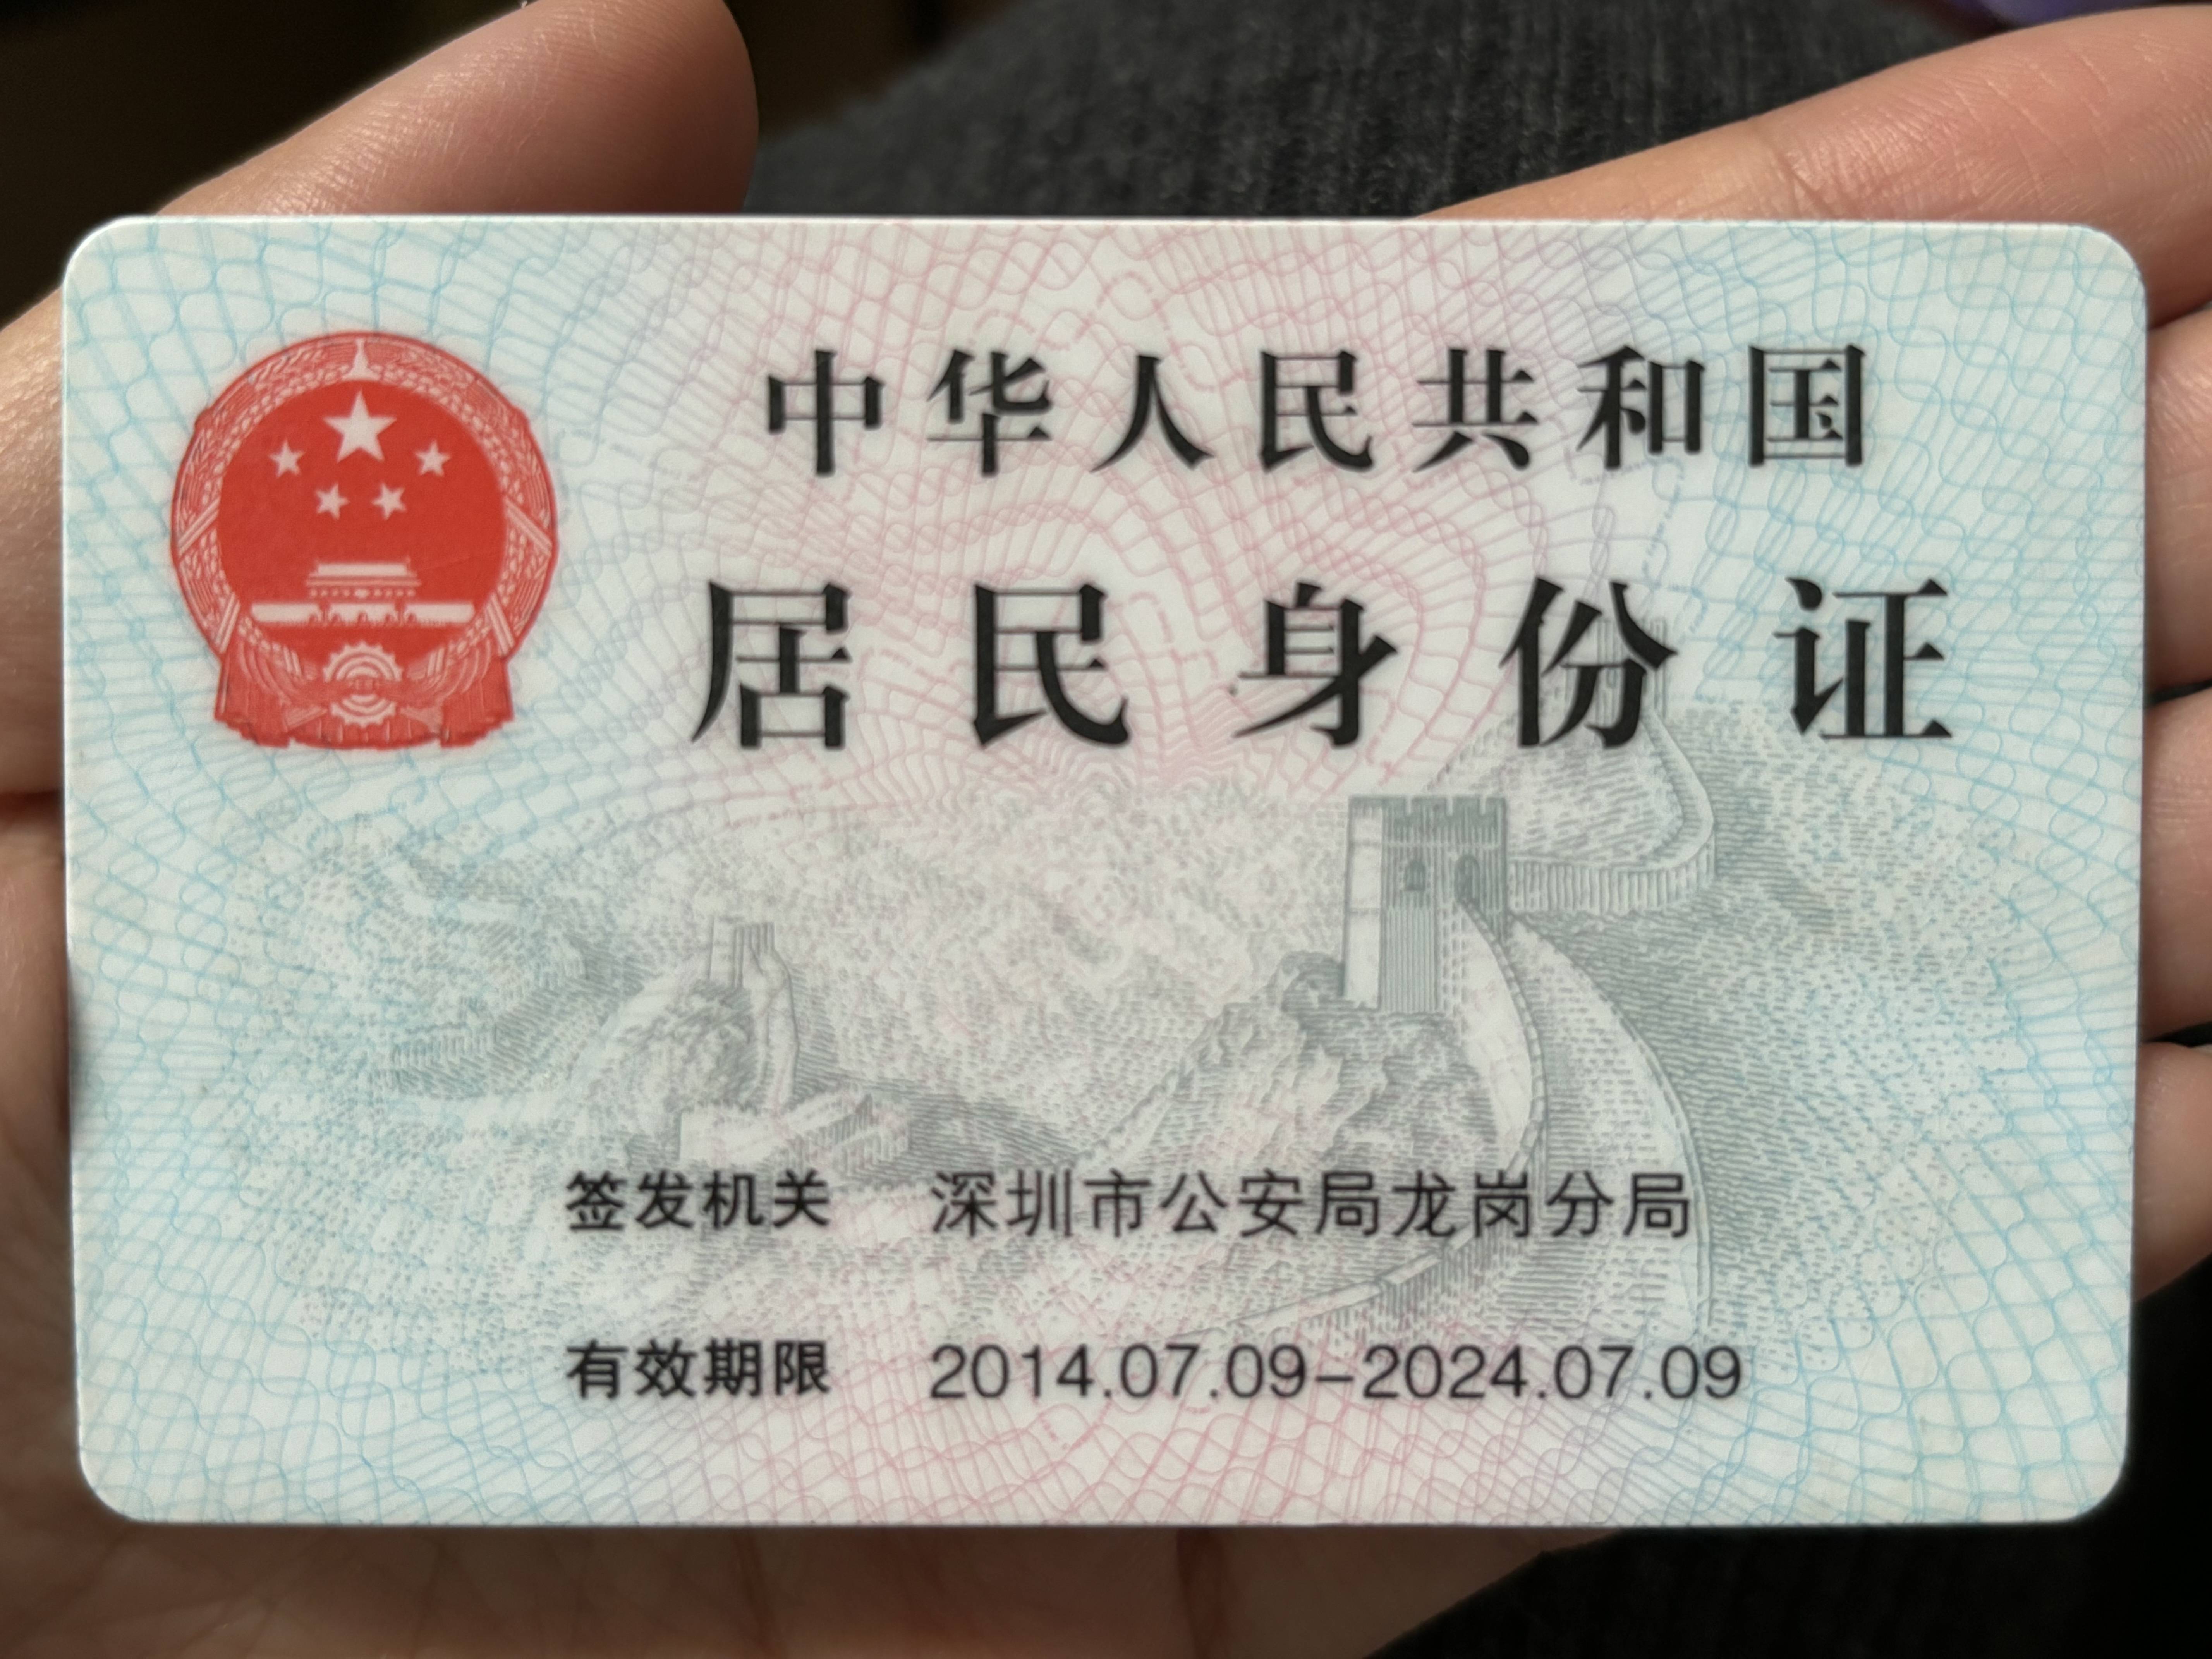 中华人民共和国
居民身份证
签发机关 深圳市公安局龙岗分局
有效期限 2014.07.09-2024.07.09